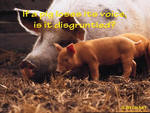 If a pig loses its voice,
is it disgruntled?